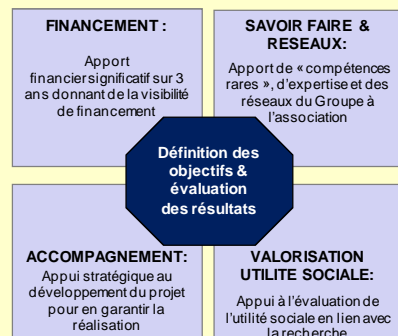 FINANCEMENT :
Apport
financier significatif sur 3
ans donnant de la visibilité
de financement
SAVOIR FAIRE &
RESEAUX:
Apport de « compétences
rares », d'expertise et des
réseaux du Groupe à
l'association
Définition des
objectifs &
évaluation
des résultats
ACCOMPAGNEMENT:
Appui stratégique au
développement du projet
pour en garantir la
réalisation
VALORISATION
UTILITE SOCIALE:
Appui à l'évaluation de
l'utilité sociale en lien avec
la recherche